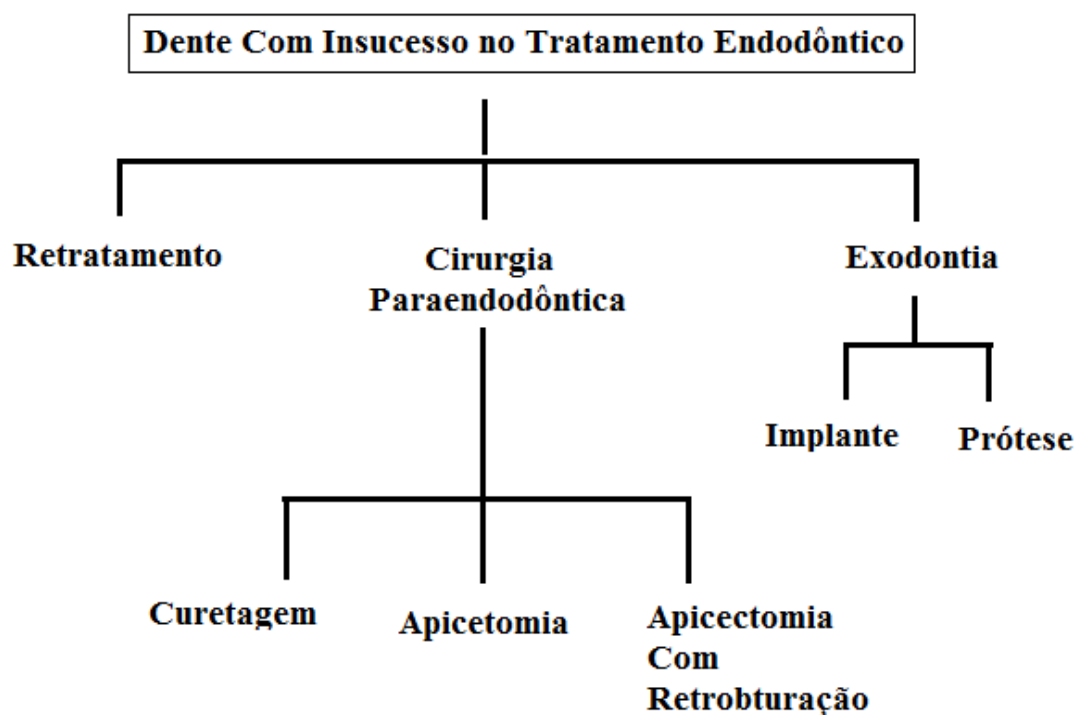 Dente Com Insucesso no Tratamento Endodôntico
Retratamento
Cirurgia
Paraendodôntica
Exodontia
Implante
Prótese
Curetagem
Apicetomia
Apicectomia
Com
Retrobturação